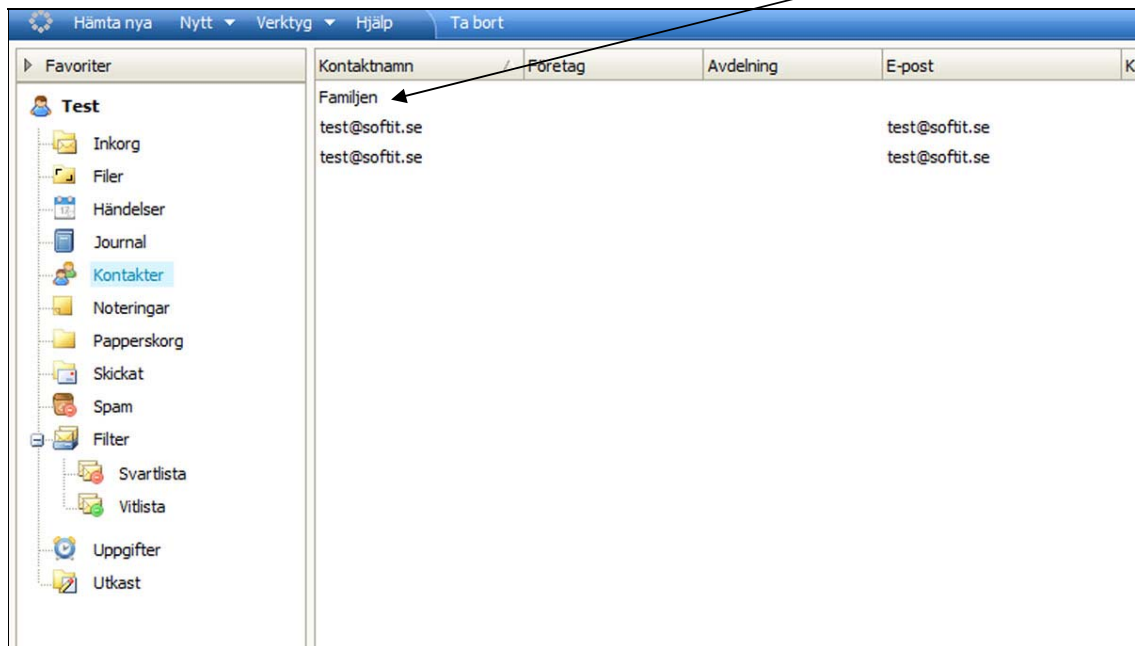 Hämta nya Nytt Verktyg Hjälp Ta bort
Favoriter
Test
Inkorg
Filer
Händelser
Journal
Kontakter
Noteringar
Papperskorg
Skickat
Spam
Filter
Svartlista
Vitlista
Uppgifter
Utkast
Kontaktnamn Företag Avdelning E-post K
Familjen
test@softit.se test@softit.se
test@softit.se test@softit.se